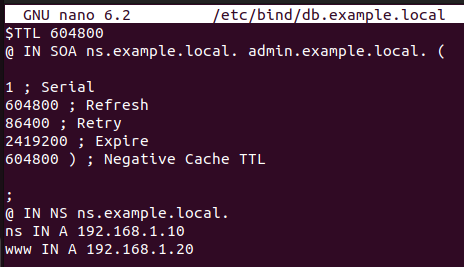 GNU nano 6.2 /etc/bind/db.example.local
$TTL 604800
@ IN SOA ns.example.local. admin.example.local. (
1 ; Serial
604800 ; Refresh
86400 ; Retry
2419200 ; Expire
604800 ) ; Negative Cache TTL
;
@ IN NS ns.example.local.
ns IN A 192.168.1.10
www IN A 192.168.1.20